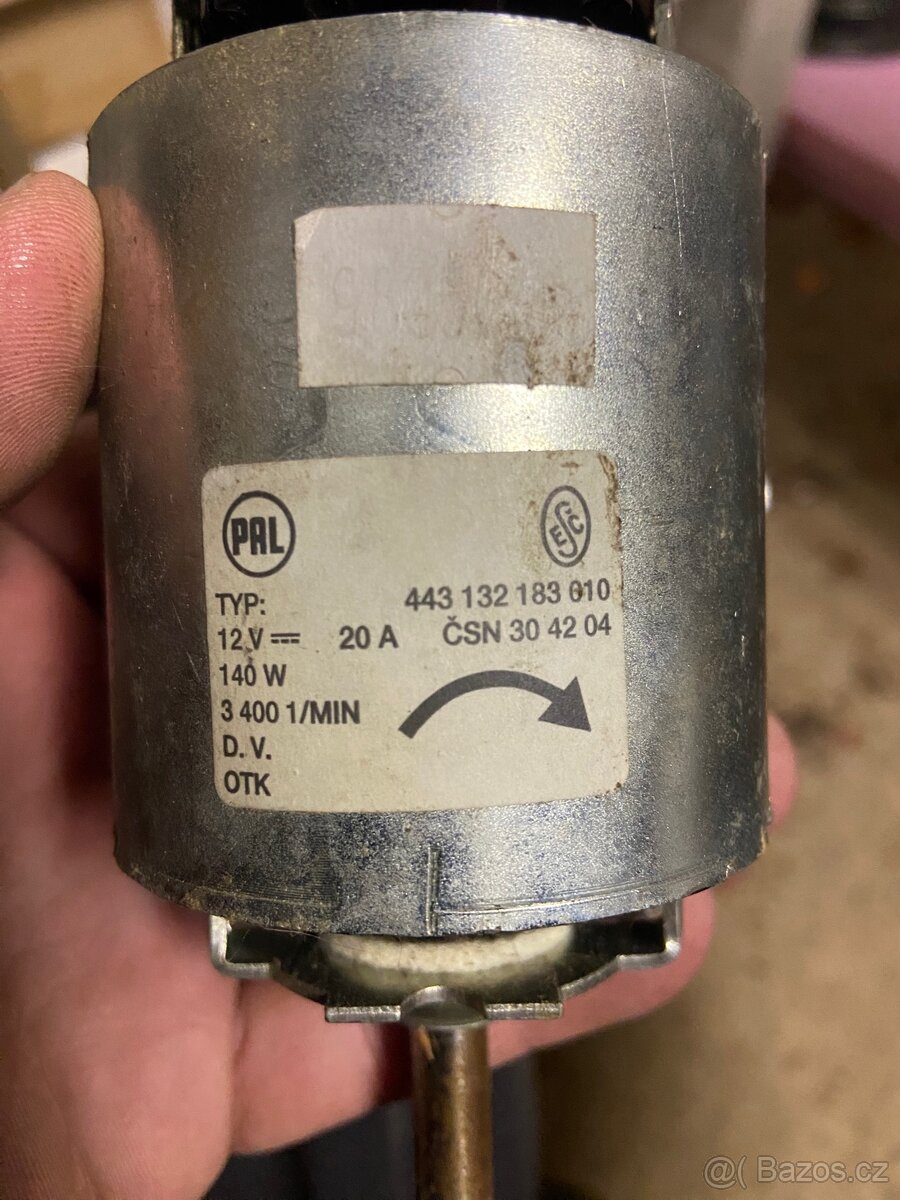 PAL
ESČ
TYP: 443 132 183 010
12 V 20 A ČSN 30 42 04
140 W
3 400 1/MIN
D. V.
OTK
@( Bazos.cz